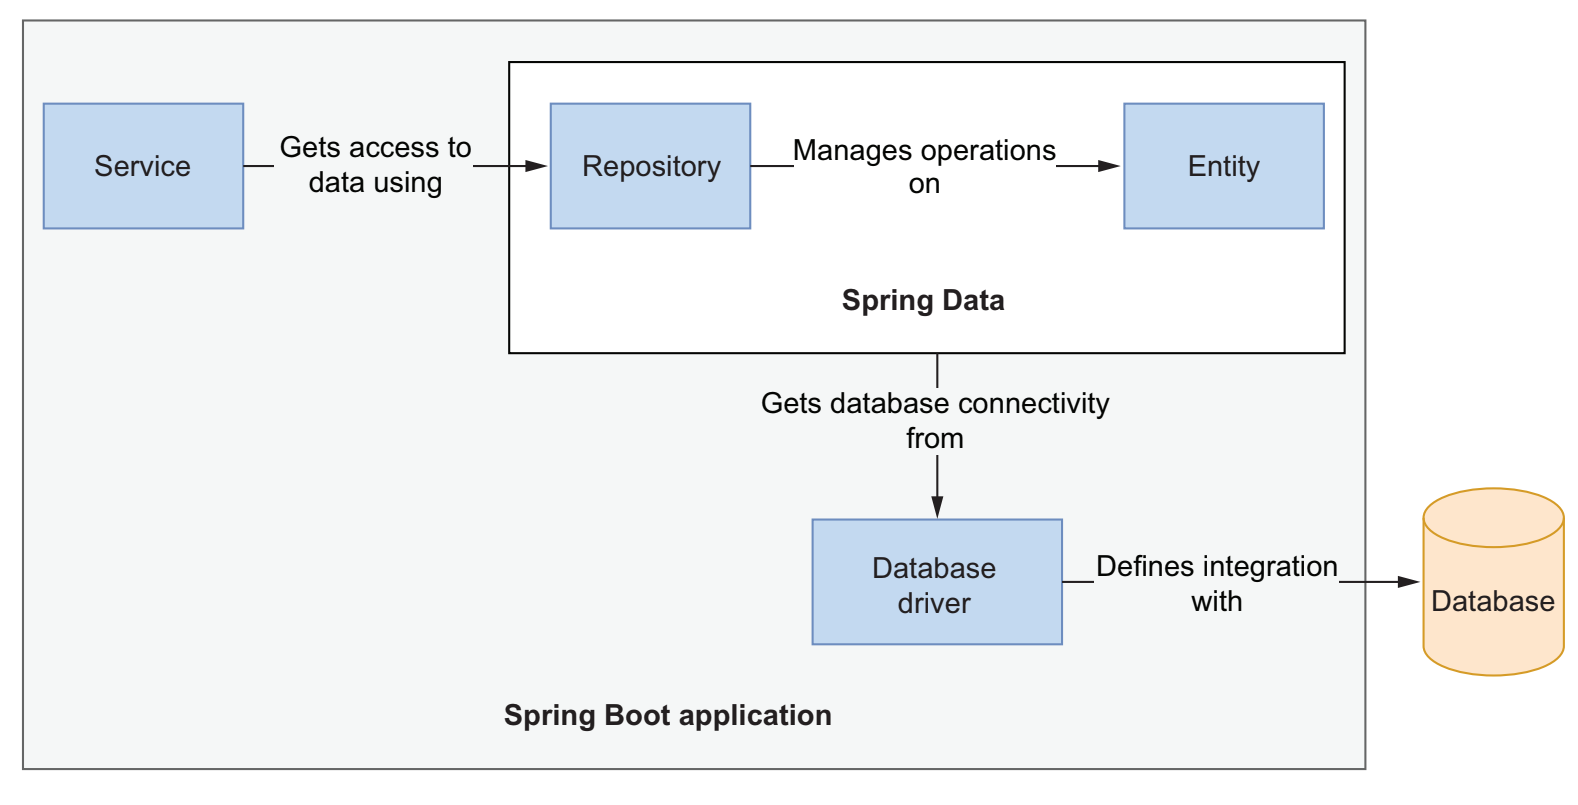 Service
Gets access to
data using
Repository
Manages operations
on
Entity
Spring Data
Gets database connectivity
from
Database
driver
Defines integration
with
Database
Spring Boot application